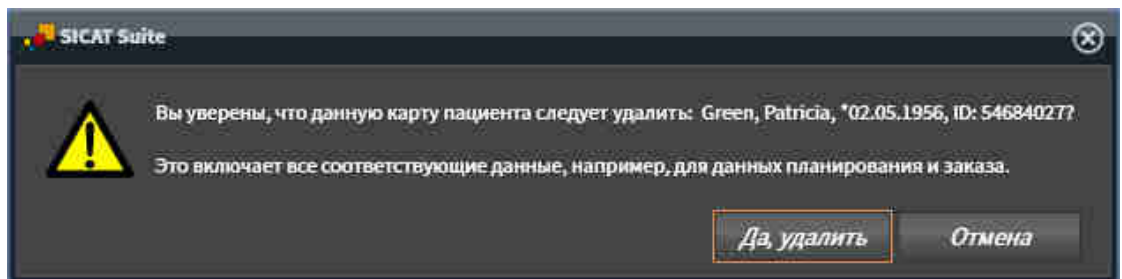 SICAT Suite
Вы уверены, что данную карту пациента следует удалить: Green, Patricia, *02.05.1956, ID: 54684027?
Это включает все соответствующие данные, например, для данных планирования и заказа.
Да, удалить Отмена